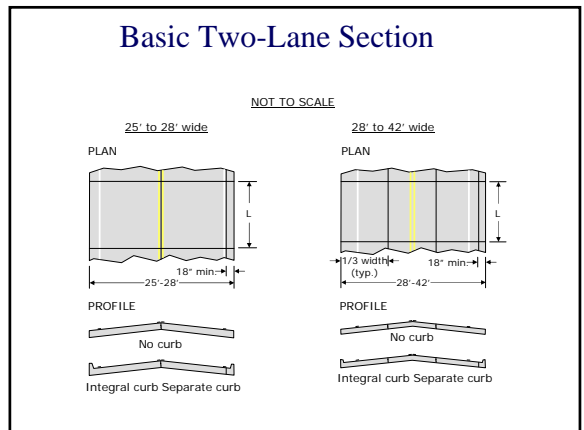 Basic Two-Lane Section
NOT TO SCALE
25' to 28' wide
PLAN
L
18" min.
25'-28'
PROFILE
No curb
Integral curb Separate curb
28' to 42' wide
PLAN
L
1/3 width
(typ.)
18" min.
28'-42'
PROFILE
No curb
Integral curb Separate curb